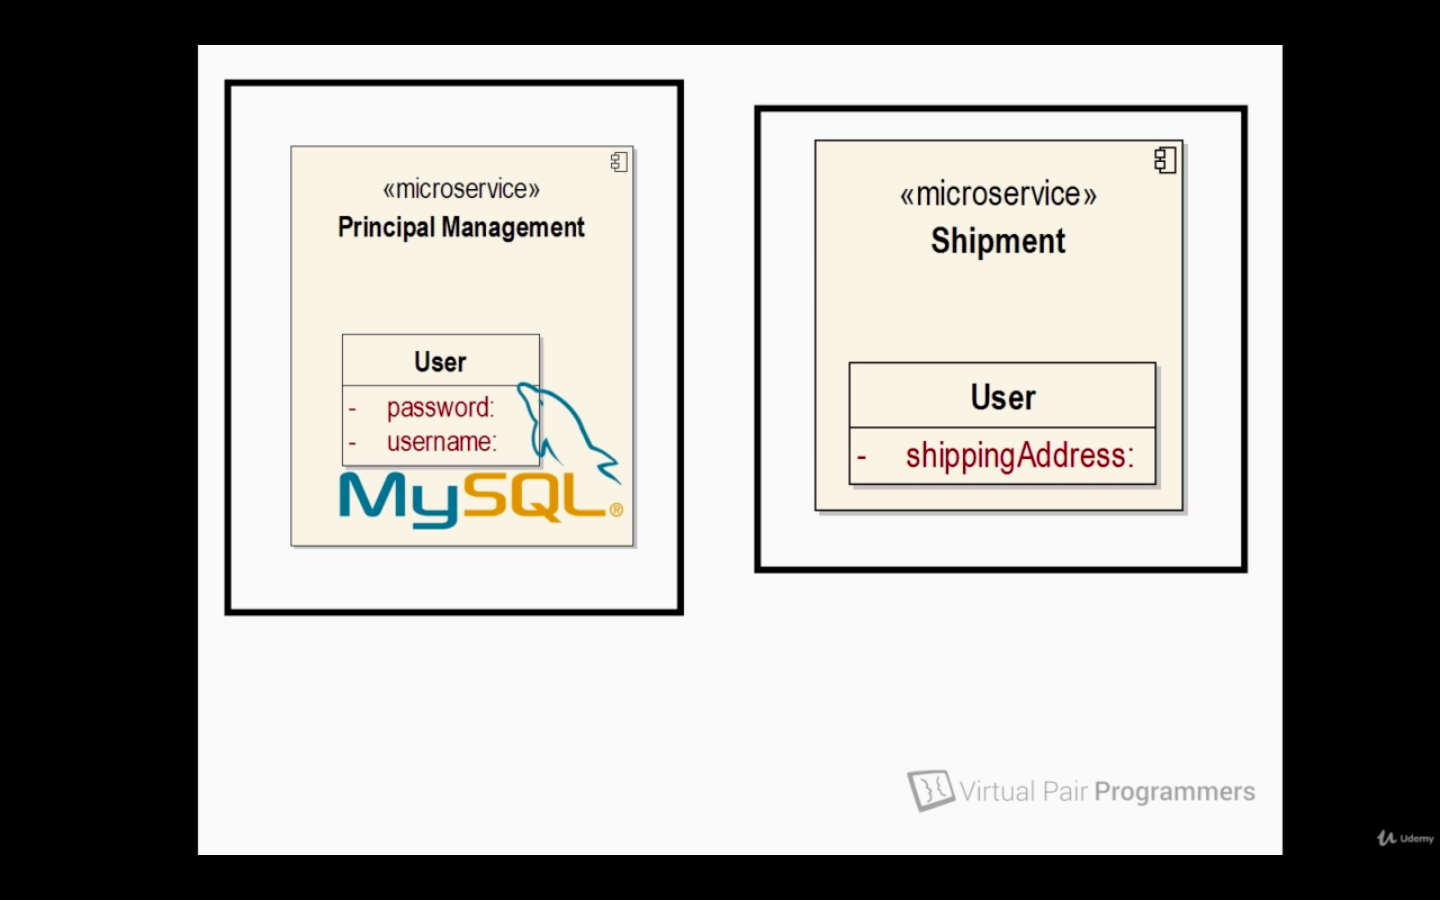 «microservice»
Principal Management
User
- password:
- username:
MySQL®
«microservice»
Shipment
User
- shippingAddress:
Virtual Pair Programmers
Udemy